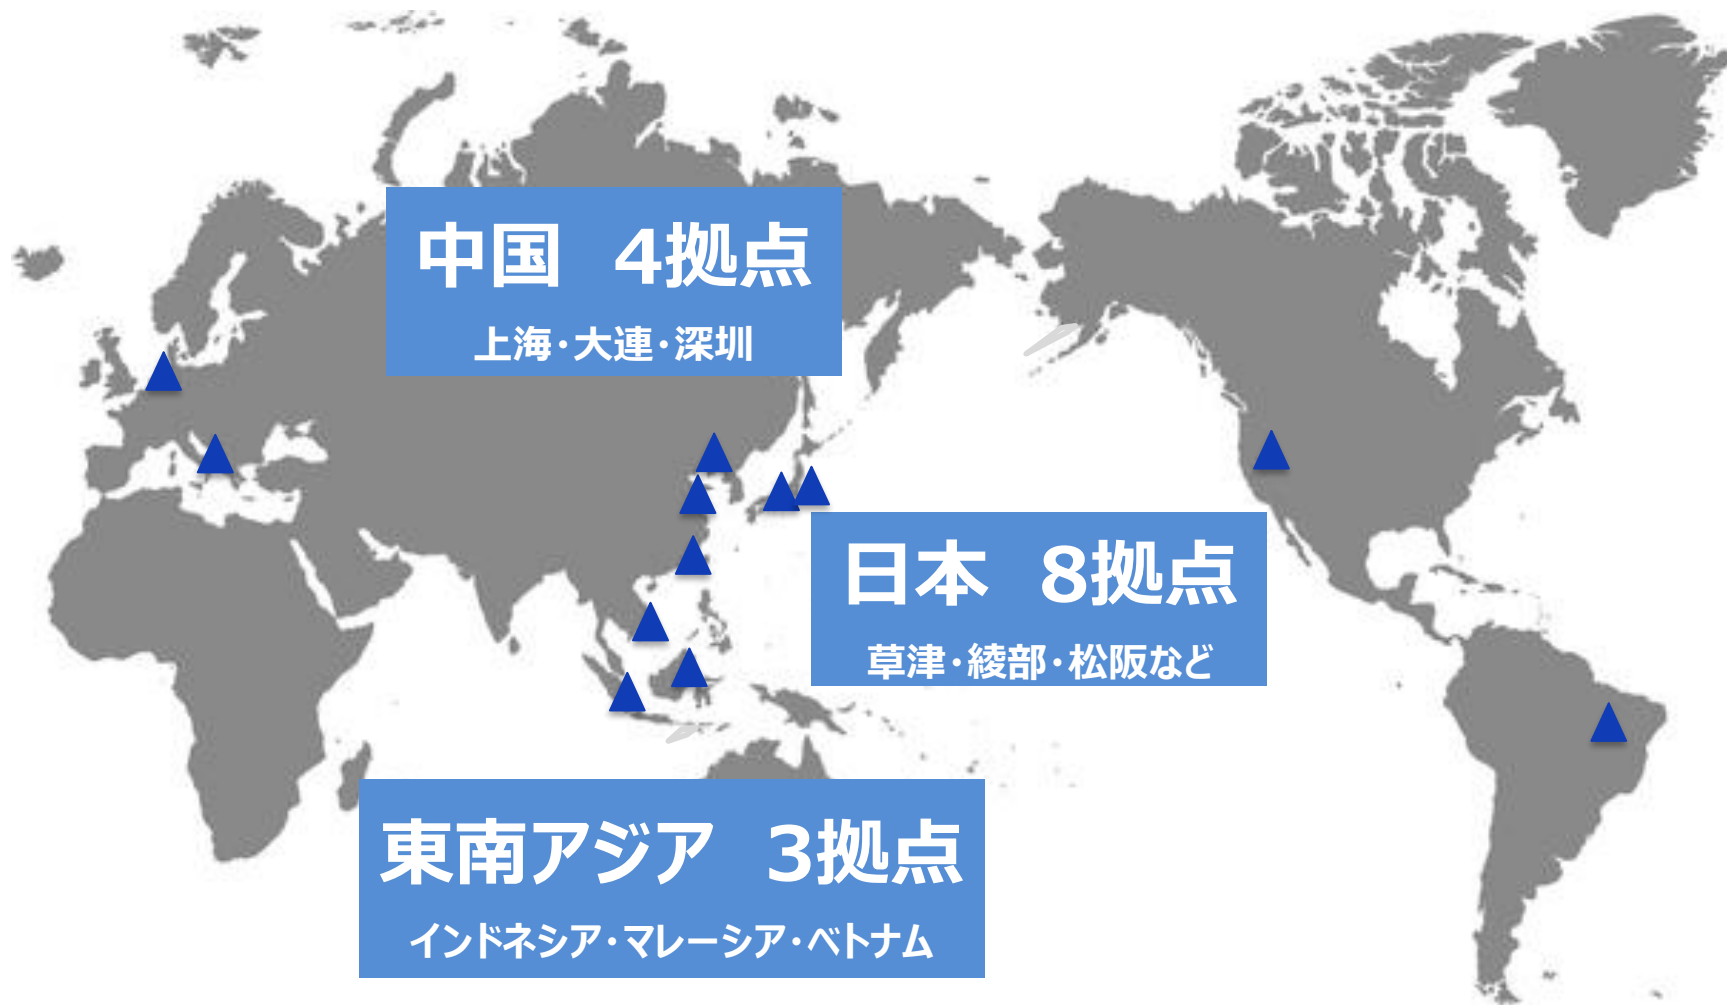 中国　4拠点
上海・大連・深圳
日本　8拠点
草津・綾部・松阪など
東南アジア　3拠点
インドネシア・マレーシア・ベトナム